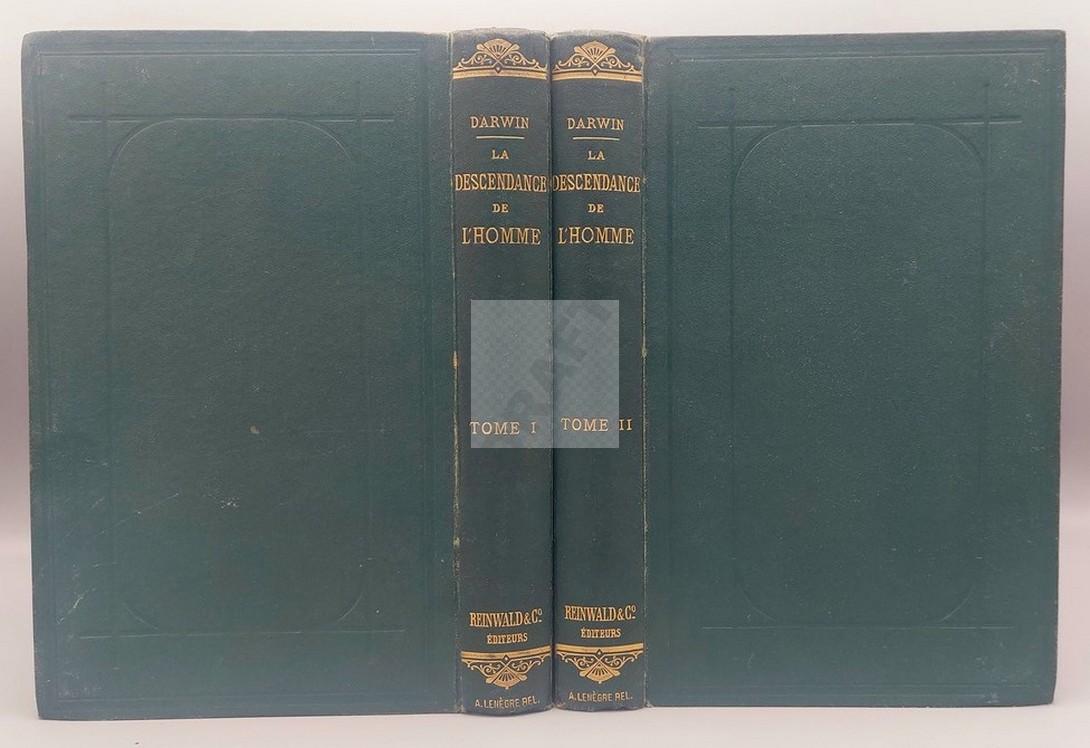 DARWIN
LA
DESCENDANCE
DE
L'HOMME
TOME I
REINWALD & Cº
ÉDITEURS
A. LENÈGRE REL.
DARWIN
LA
DESCENDANCE
DE
L'HOMME
TOME II
REINWALD & Cº
ÉDITEURS
A. LENÈGRE REL.